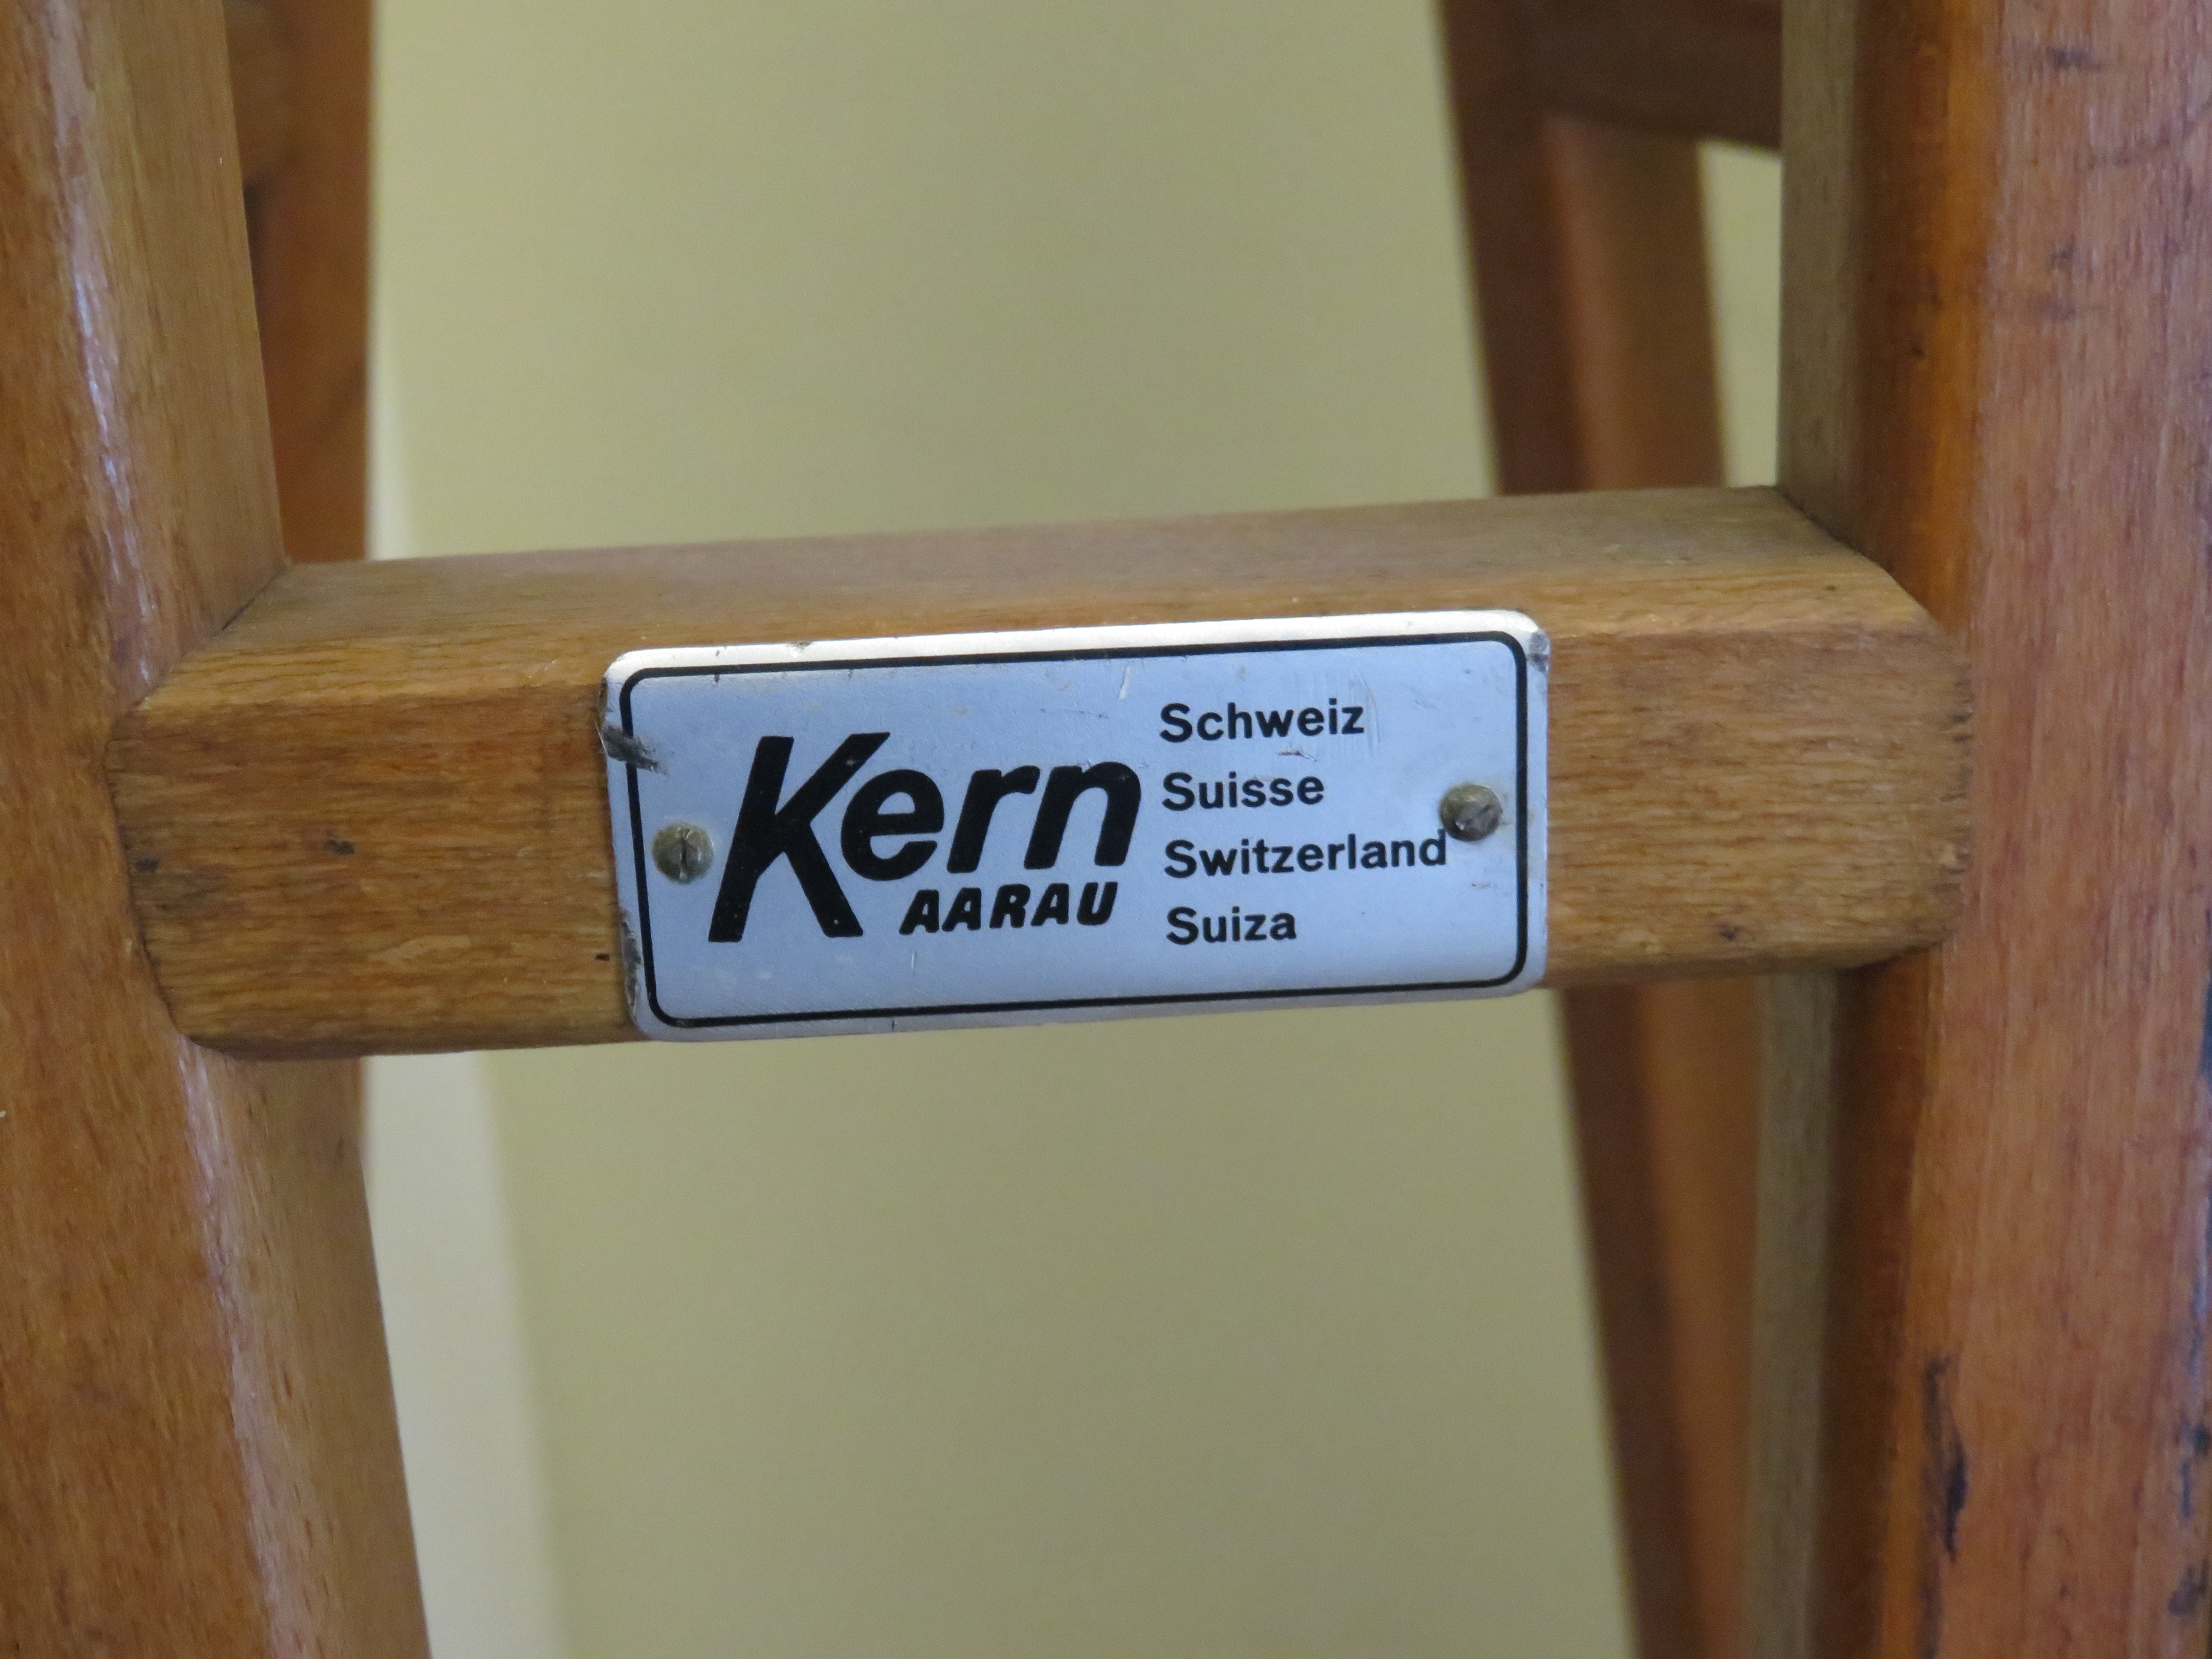 Kern
AARAU
Schweiz
Suisse
Switzerland
Suiza